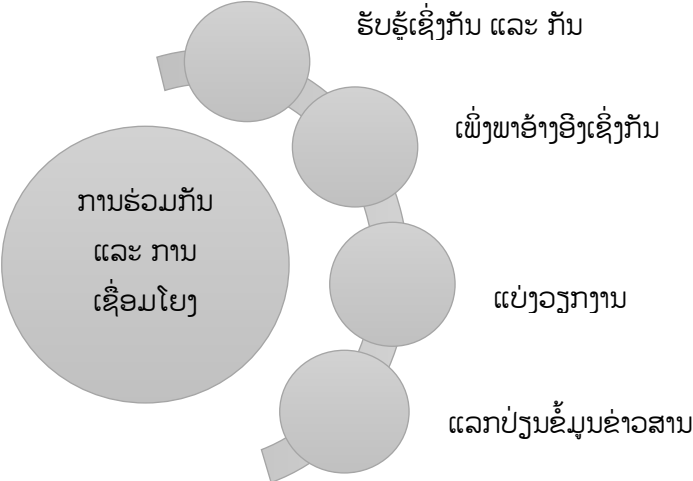 ຮັບຮູ້ເຊິ່ງກັນ ແລະ ກັນ
ເພິ່ງພາອ້າງອີງເຊິ່ງກັນ
ການຮ່ວມກັນ
ແລະ ການ
ເຊື່ອມໂຍງ
ແບ່ງວຽກງານ
ແລກປ່ຽນຂໍ້ມູນຂ່າວສານ